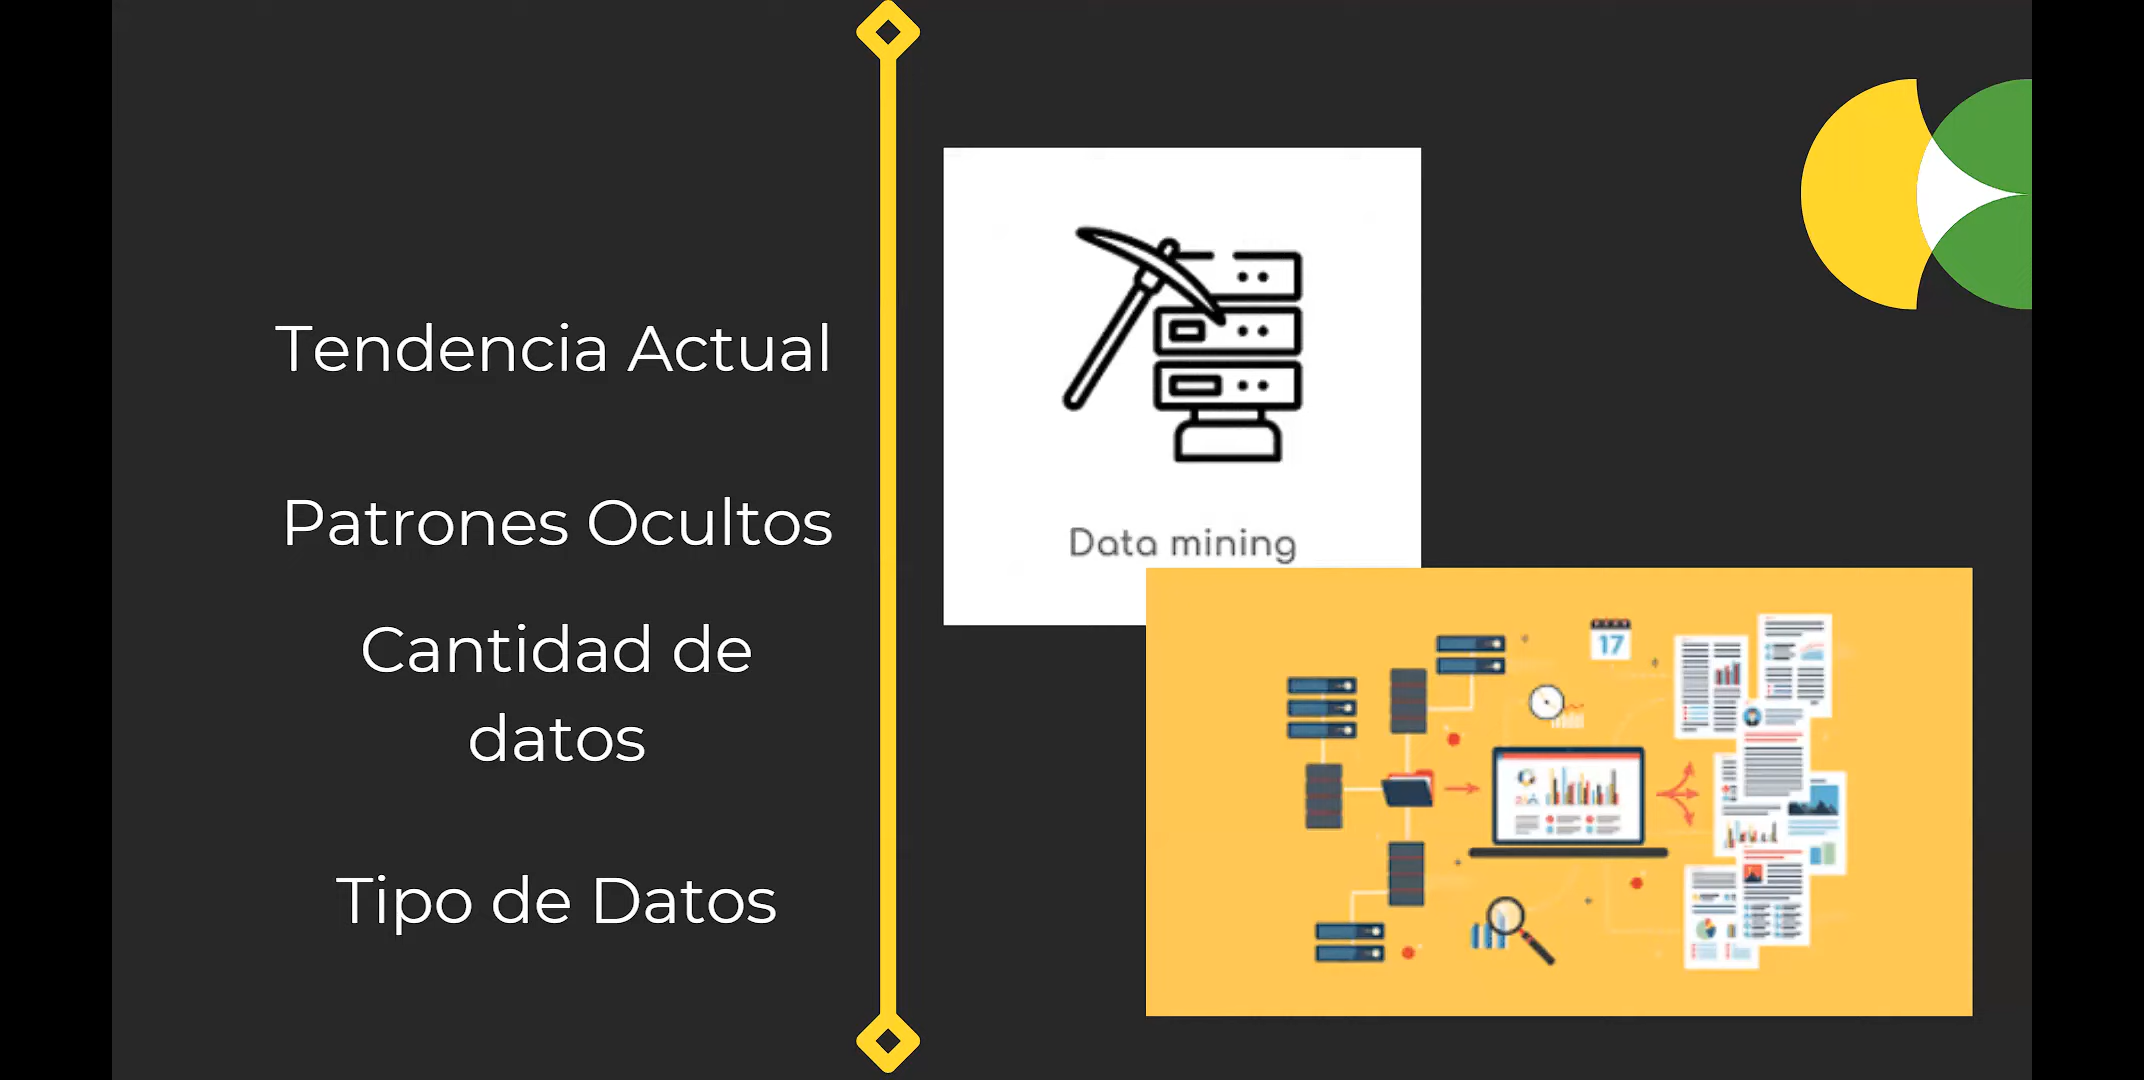 Tendencia Actual
Patrones Ocultos
Cantidad de
datos
Tipo de Datos
Data mining
17